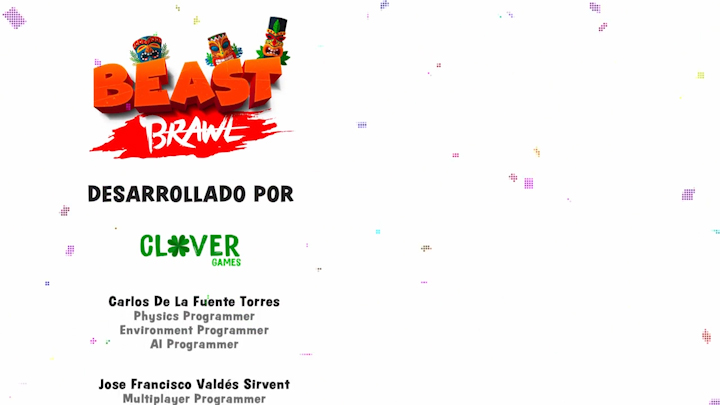 BEAST
BRAWL
DESARROLLADO POR
CLOVER
GAMES
Carlos De La Fuente Torres
Physics Programmer
Environment Programmer
AI Programmer
Jose Francisco Valdés Sirvent
Multiplayer Programmer